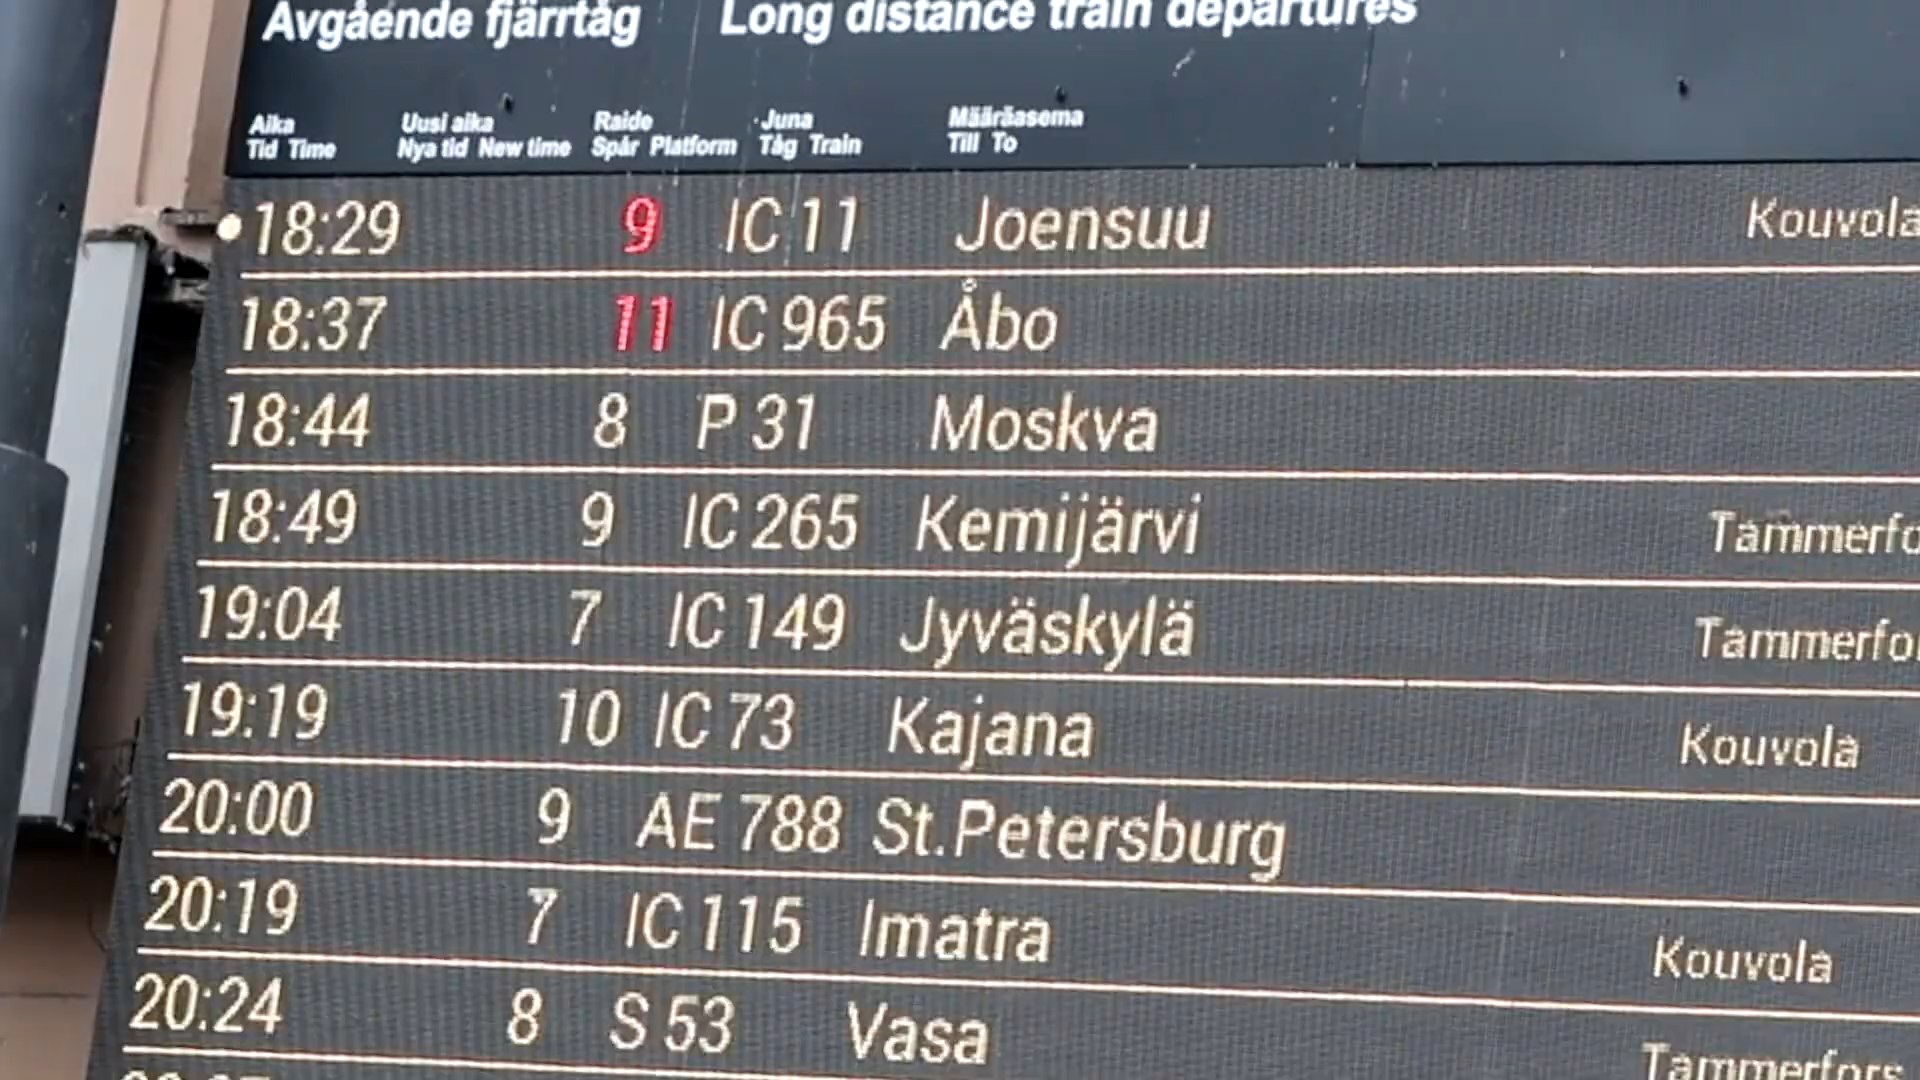 Avgående fjärrtåg Long distance train departures
Aika Uusi aika Raide Juna Määräasema
Tid Time Nya tid New time Spår Platform Tåg Train Till To
18:29 9 IC 11 Joensuu Kouvola
18:37 11 IC 965 Åbo
18:44 8 P 31 Moskva
18:49 9 IC 265 Kemijärvi Tammerfo
19:04 7 IC 149 Jyväskylä Tammerfor
19:19 10 IC 73 Kajana Kouvola
20:00 9 AE 788 St.Petersburg
20:19 7 IC 115 Imatra Kouvola
20:24 8 S 53 Vasa Tammerfors